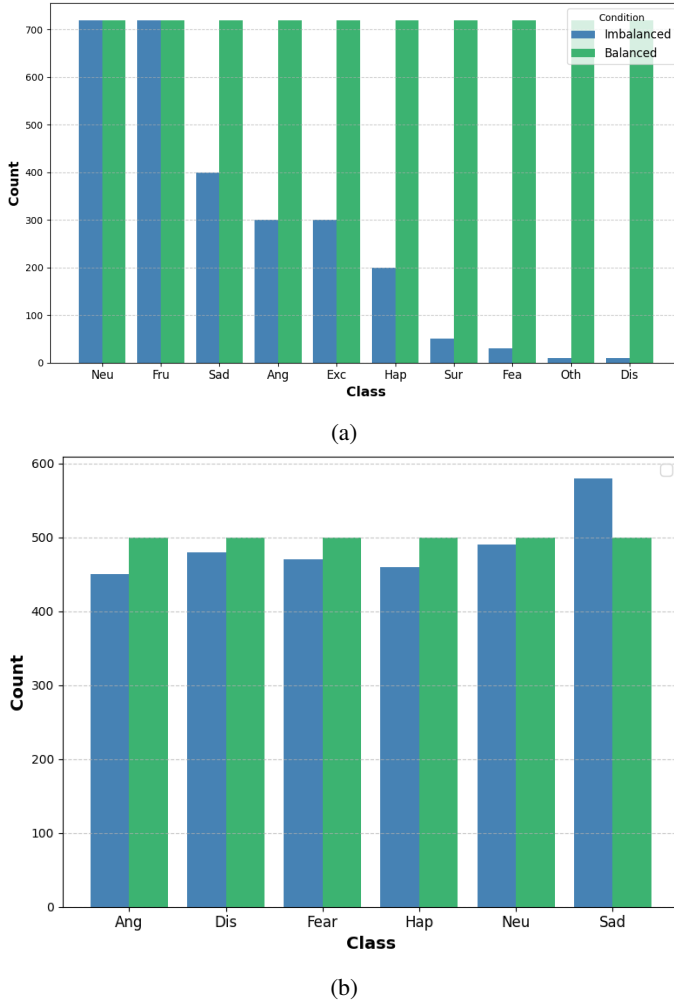 Condition
Imbalanced
Balanced
700
600
500
400
300
200
100
0
Count
Neu Fru Sad Ang Exc Hap Sur Fea Oth Dis
Class
(a)
600
500
400
300
200
100
0
Count
Ang Dis Fear Hap Neu Sad
Class
(b)